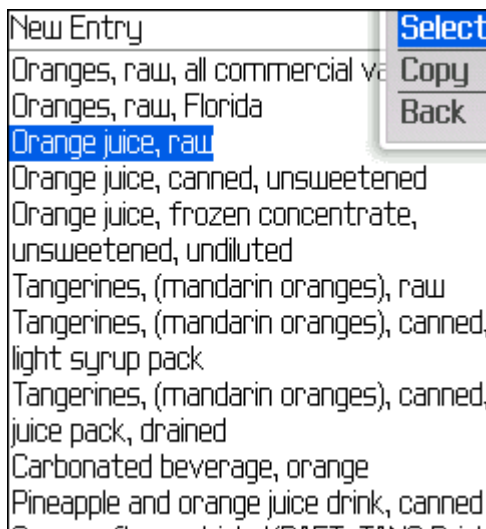 New Entry
Select
Oranges, raw, all commercial va
Copy
Oranges, raw, Florida
Back
Orange juice, raw
Orange juice, canned, unsweetened
Orange juice, frozen concentrate,
unsweetened, undiluted
Tangerines, (mandarin oranges), raw
Tangerines, (mandarin oranges), canned,
light syrup pack
Tangerines, (mandarin oranges), canned,
juice pack, drained
Carbonated beverage, orange
Pineapple and orange juice drink, canned